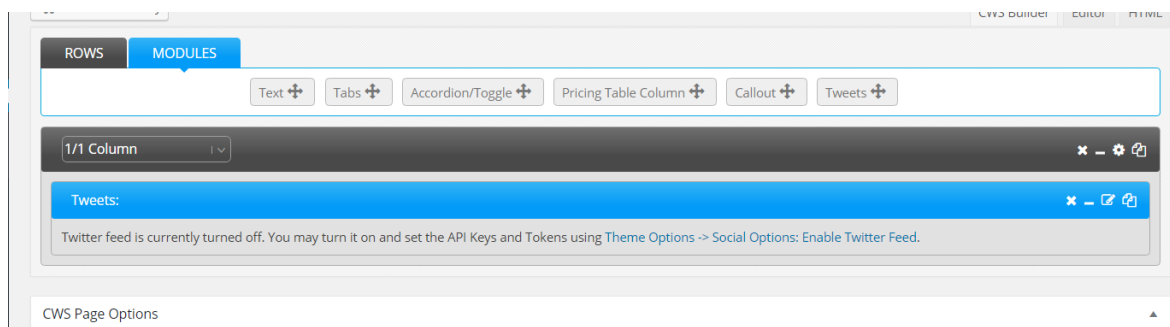 CWS Builder Editor HTML
ROWS MODULES
Text Tabs Accordion/Toggle Pricing Table Column Callout Tweets
1/1 Column
Tweets:
Twitter feed is currently turned off. You may turn it on and set the API Keys and Tokens using Theme Options -> Social Options: Enable Twitter Feed.
CWS Page Options